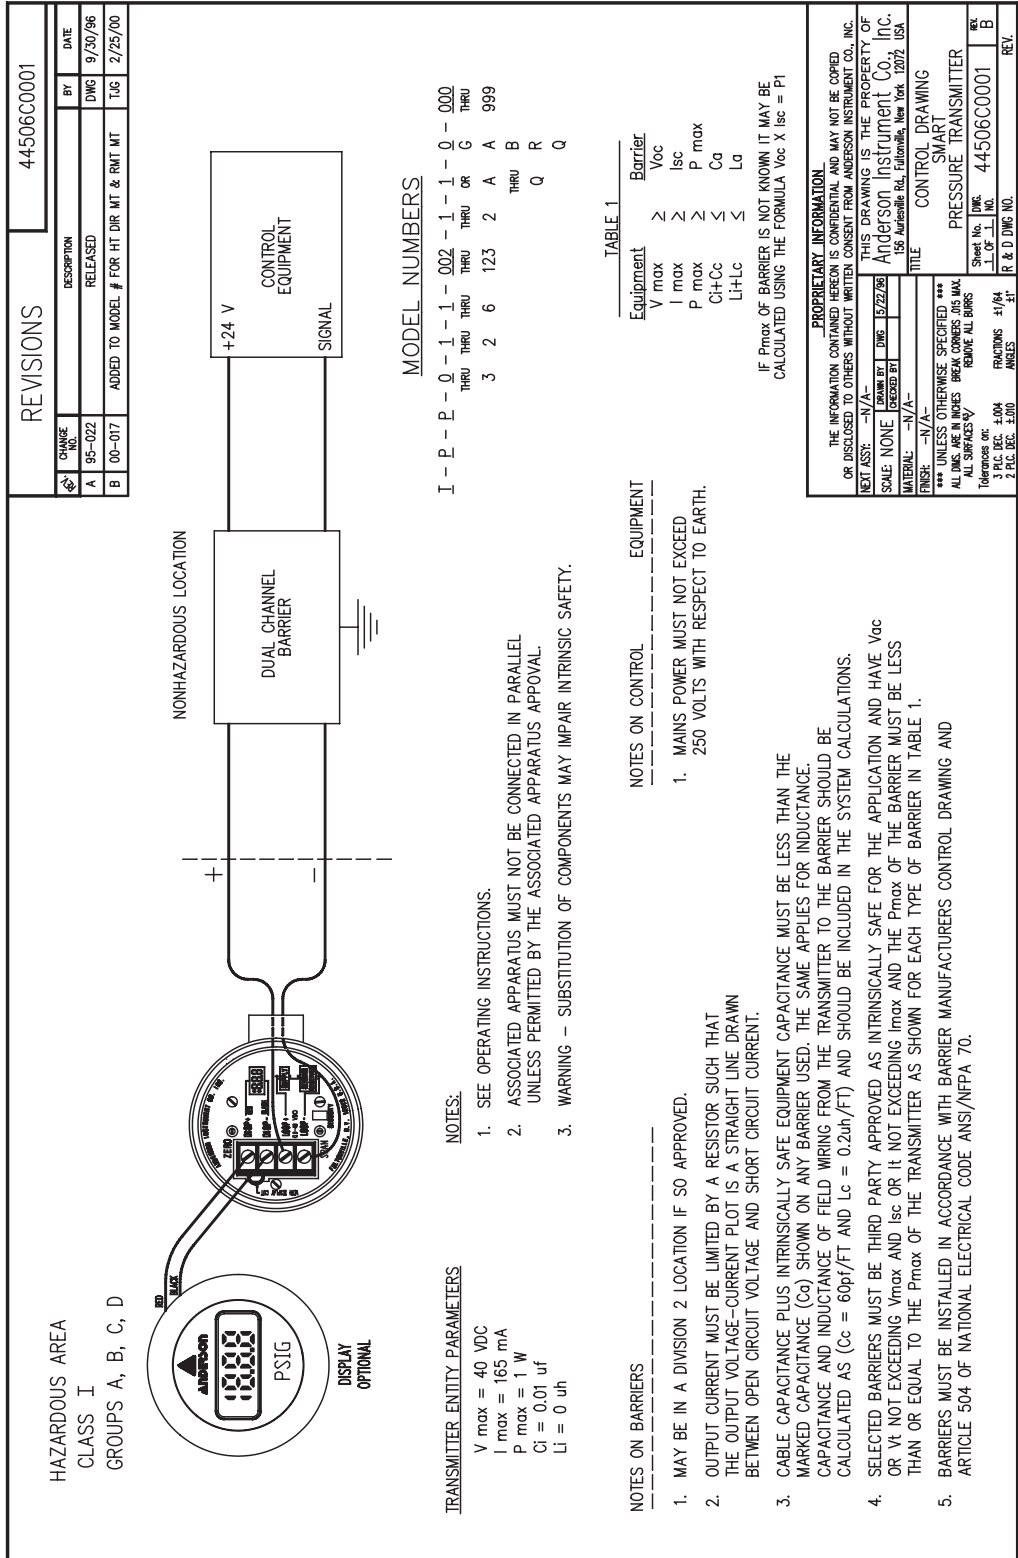 REVISIONS
44506C0001
REV. CHANGE NO. DESCRIPTION BY DATE
A 95-022 RELEASED DWG 9/30/96
B 00-017 ADDED TO MODEL # FOR HT DIR MT & RMT MT TJG 2/25/00
HAZARDOUS AREA
CLASS I
GROUPS A, B, C, D
NONHAZARDOUS LOCATION
RED
BLACK
ANDERSON
PSIG
DISPLAY
OPTIONAL
ZERO
SPAN
+
-
DUAL CHANNEL
BARRIER
+24 V
SIGNAL
CONTROL
EQUIPMENT
TRANSMITTER ENTITY PARAMETERS
V max = 40 VDC
I max = 165 mA
P max = 1 W
Ci = 0.01 uf
Li = 0 uh
NOTES:
1. SEE OPERATING INSTRUCTIONS.
2. ASSOCIATED APPARATUS MUST NOT BE CONNECTED IN PARALLEL
UNLESS PERMITTED BY THE ASSOCIATED APPARATUS APPOVAL.
3. WARNING - SUBSTITUTION OF COMPONENTS MAY IMPAIR INTRINSIC SAFETY.
MODEL NUMBERS
I - P - P - 0 - 1 - 1 - 002 - 1 - 1 - 0 - 000
THRU THRU THRU THRU THRU OR THRU
3 2 6 123 2 A G 999
A A
THRU B
Q R
Q
NOTES ON BARRIERS
1. MAY BE IN A DIVISION 2 LOCATION IF SO APPROVED.
2. OUTPUT CURRENT MUST BE LIMITED BY A RESISTOR SUCH THAT
THE OUTPUT VOLTAGE-CURRENT PLOT IS A STRAIGHT LINE DRAWN
BETWEEN OPEN CIRCUIT VOLTAGE AND SHORT CIRCUIT CURRENT.
3. CABLE CAPACITANCE PLUS INTRINSICALLY SAFE EQUIPMENT CAPACITANCE MUST BE LESS THAN THE
MARKED CAPACITANCE (Ca) SHOWN ON ANY BARRIER USED. THE SAME APPLIES FOR INDUCTANCE.
CAPACITANCE AND INDUCTANCE OF FIELD WIRING FROM THE TRANSMITTER TO THE BARRIER SHOULD BE
CALCULATED AS (Cc = 60pf/FT AND Lc = 0.2uh/FT) AND SHOULD BE INCLUDED IN THE SYSTEM CALCULATIONS.
4. SELECTED BARRIERS MUST BE THIRD PARTY APPROVED AS INTRINSICALLY SAFE FOR THE APPLICATION AND HAVE Vac
OR Vt NOT EXCEEDING Vmax AND Isc OR It NOT EXCEEDING Imax AND THE Pmax OF THE BARRIER MUST BE LESS
THAN OR EQUAL TO THE Pmax OF THE TRANSMITTER AS SHOWN FOR EACH TYPE OF BARRIER IN TABLE 1.
5. BARRIERS MUST BE INSTALLED IN ACCORDANCE WITH BARRIER MANUFACTURERS CONTROL DRAWING AND
ARTICLE 504 OF NATIONAL ELECTRICAL CODE ANSI/NFPA 70.
NOTES ON CONTROL EQUIPMENT
1. MAINS POWER MUST NOT EXCEED
250 VOLTS WITH RESPECT TO EARTH.
TABLE 1
Equipment Barrier
V max ≥ Voc
I max ≥ Isc
P max ≥ P max
Ci+Cc ≤ Ca
Li+Lc ≤ La
IF Pmax OF BARRIER IS NOT KNOWN IT MAY BE
CALCULATED USING THE FORMULA Voc X Isc = P1
PROPRIETARY INFORMATION
THE INFORMATION CONTAINED HEREON IS CONFIDENTIAL AND MAY NOT BE COPIED
OR DISCLOSED TO OTHERS WITHOUT WRITTEN CONSENT FROM ANDERSON INSTRUMENT CO., INC.
NEXT ASSY: -N/A-
SCALE: NONE DRAWN BY DWG 5/22/96
CHECKED BY
MATERIAL: -N/A-
FINISH: -N/A-
*** UNLESS OTHERWISE SPECIFIED ***
ALL DIMS. ARE IN INCHES BREAK CORNERS .015 MAX.
ALL SURFACES 63/ REMOVE ALL BURRS
Tolerances on:
3 PLC. DEC. ±.004 FRACTIONS ±1/64
2 PLC. DEC. ±.010 ANGLES ±1°
THIS DRAWING IS THE PROPERTY OF
Anderson Instrument Co., Inc.
156 Auriesville Rd., Fultonville, New York 12072 USA
TITLE CONTROL DRAWING
SMART
PRESSURE TRANSMITTER
Sheet No. 1 OF 1 DWG. NO. 44506C0001 REV. B
R & D DWG NO. REV.